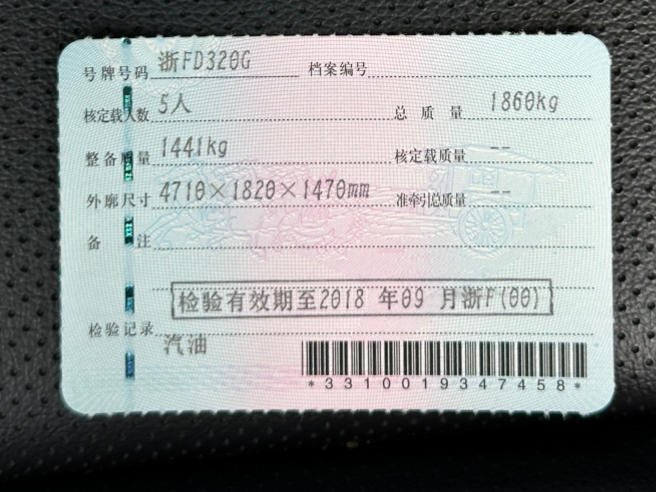 号牌号码 浙FD320G 档案编号
核定载人数 5人 总质量 1860kg
整备质量 1441kg 核定载质量 --
外廓尺寸 4710×1820×1470mm 准牵引总质量 --
备注
检验有效期至2018 年09 月浙F(00)
检验记录
汽油
*3310019347458*